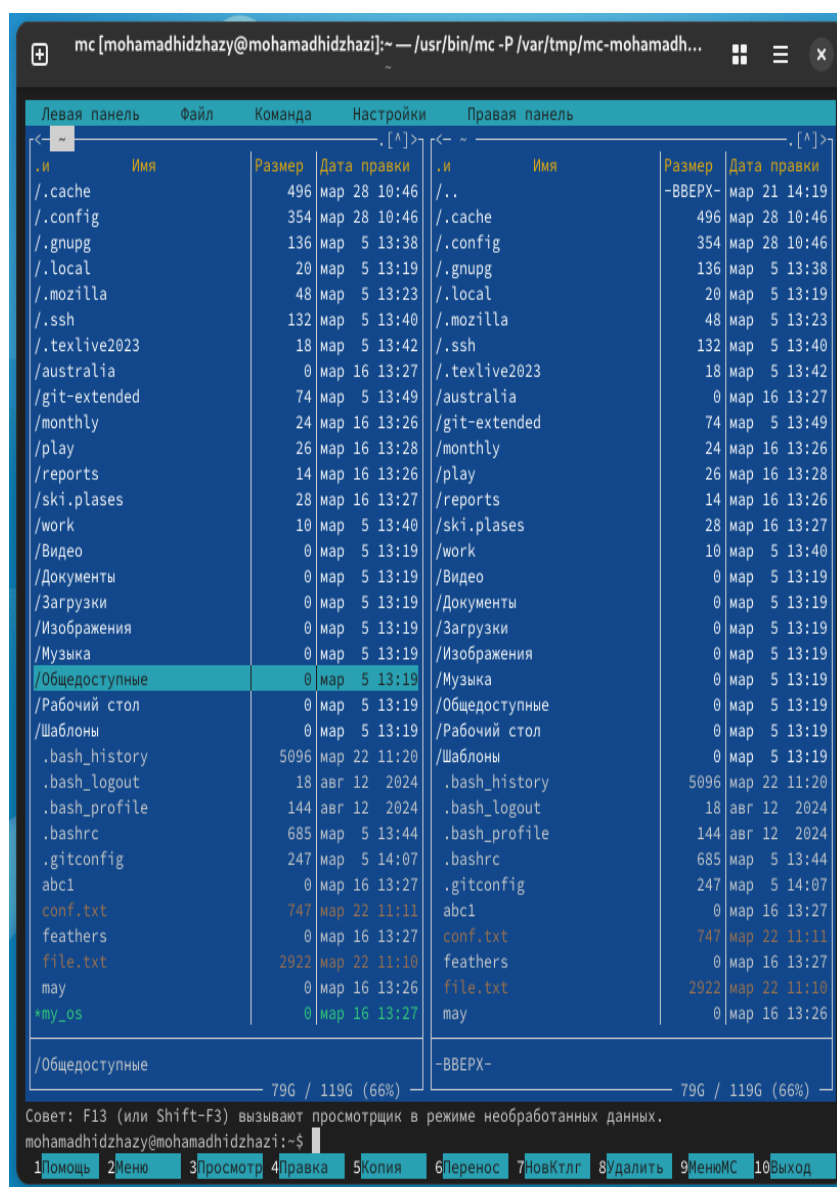 mc [mohamadhidzhazy@mohamadhidzhazi]:~ — /usr/bin/mc -P /var/tmp/mc-mohamadh...
~
Левая панель Файл Команда Настройки Правая панель
<— ~ .[^]> <— ~ .[^]>
.и Имя Размер Дата правки .и Имя Размер Дата правки
/.cache 496 мар 28 10:46 /.. -ВВЕРХ- мар 21 14:19
/.config 354 мар 28 10:46 /.cache 496 мар 28 10:46
/.gnupg 136 мар 5 13:38 /.config 354 мар 28 10:46
/.local 20 мар 5 13:19 /.gnupg 136 мар 5 13:38
/.mozilla 48 мар 5 13:23 /.local 20 мар 5 13:19
/.ssh 132 мар 5 13:40 /.mozilla 48 мар 5 13:23
/.texlive2023 18 мар 5 13:42 /.ssh 132 мар 5 13:40
/australia 0 мар 16 13:27 /.texlive2023 18 мар 5 13:42
/git-extended 74 мар 5 13:49 /australia 0 мар 16 13:27
/monthly 24 мар 16 13:26 /git-extended 74 мар 5 13:49
/play 26 мар 16 13:28 /monthly 24 мар 16 13:26
/reports 14 мар 16 13:26 /play 26 мар 16 13:28
/ski.plases 28 мар 16 13:27 /reports 14 мар 16 13:26
/work 10 мар 5 13:40 /ski.plases 28 мар 16 13:27
/Видео 0 мар 5 13:19 /work 10 мар 5 13:40
/Документы 0 мар 5 13:19 /Видео 0 мар 5 13:19
/Загрузки 0 мар 5 13:19 /Документы 0 мар 5 13:19
/Изображения 0 мар 5 13:19 /Загрузки 0 мар 5 13:19
/Музыка 0 мар 5 13:19 /Изображения 0 мар 5 13:19
/Общедоступные 0 мар 5 13:19 /Музыка 0 мар 5 13:19
/Рабочий стол 0 мар 5 13:19 /Общедоступные 0 мар 5 13:19
/Шаблоны 0 мар 5 13:19 /Рабочий стол 0 мар 5 13:19
.bash_history 5096 мар 22 11:20 /Шаблоны 0 мар 5 13:19
.bash_logout 18 авг 12 2024 .bash_history 5096 мар 22 11:20
.bash_profile 144 авг 12 2024 .bash_logout 18 авг 12 2024
.bashrc 685 мар 5 13:44 .bash_profile 144 авг 12 2024
.gitconfig 247 мар 5 14:07 .bashrc 685 мар 5 13:44
abc1 0 мар 16 13:27 .gitconfig 247 мар 5 14:07
conf.txt 747 мар 22 11:11 abc1 0 мар 16 13:27
feathers 0 мар 16 13:27 conf.txt 747 мар 22 11:11
file.txt 2922 мар 22 11:10 feathers 0 мар 16 13:27
may 0 мар 16 13:26 file.txt 2922 мар 22 11:10
*my_os 0 мар 16 13:27 may 0 мар 16 13:26
/Общедоступные -ВВЕРХ-
79G / 119G (66%) 79G / 119G (66%)
Совет: F13 (или Shift-F3) вызывают просмотрщик в режиме необработанных данных.
mohamadhidzhazy@mohamadhidzhazi:~$
1Помощь 2Меню 3Просмотр 4Правка 5Копия 6Перенос 7НовКтлг 8Удалить 9МенюMC 10Выход